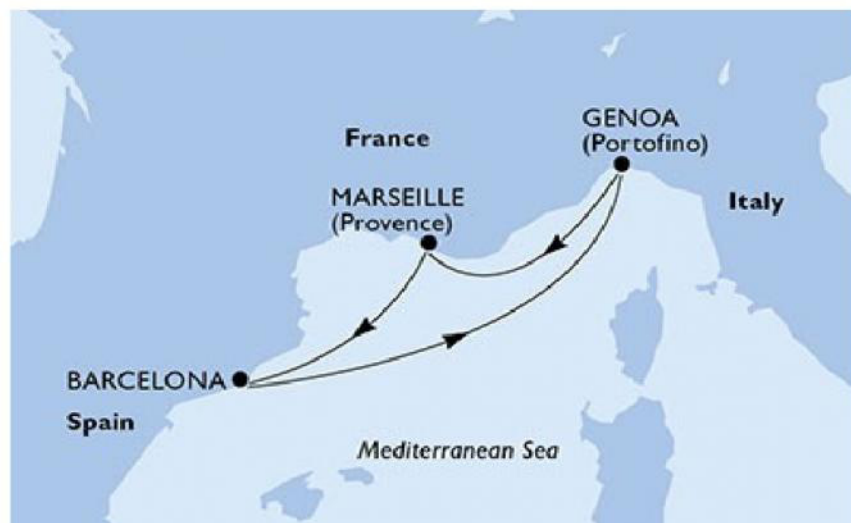 GENOA
(Portofino)
France
MARSEILLE
(Provence)
Italy
BARCELONA
Spain
Mediterranean Sea